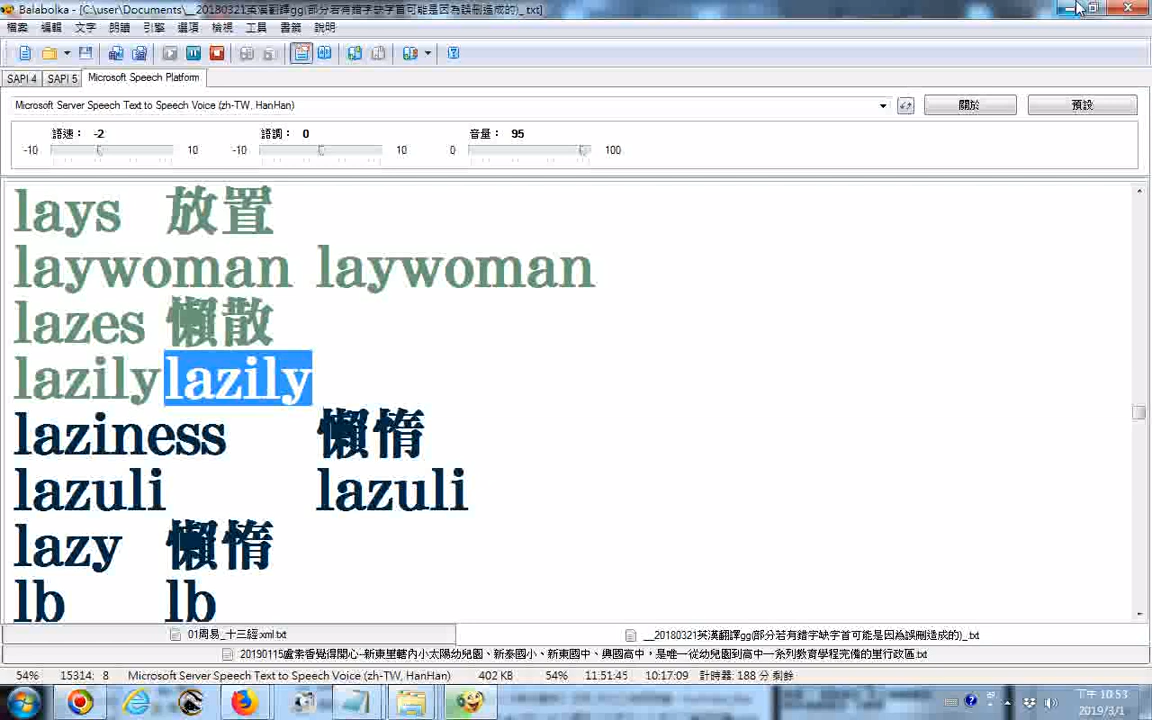 Balabolka - [C:\user\Documents\__20180321英漢翻譯gg(部分若有錯字缺字首可能是因為誤刪造成的)_.txt]
檔案 編輯 文字 朗讀 引擎 選項 檢視 工具 書籤 說明
SAPI 4 SAPI 5 Microsoft Speech Platform
Microsoft Server Speech Text to Speech Voice (zh-TW, HanHan) 關於 預設
語速： -2 語調： 0 音量： 95
-10 10 -10 10 0 100
lays 放置
laywoman laywoman
lazes 懶散
lazily lazily
laziness 懶惰
lazuli lazuli
lazy 懶惰
lb lb
01周易_十三經.xml.txt __20180321英漢翻譯gg(部分若有錯字缺字首可能是因為誤刪造成的)_.txt
20190115盧素香覺得開心-新東里轄內小太陽幼兒園、新泰國小、新東國中、興國高中，是唯一從幼兒園到高中一系列教育學程完備的里行政區.txt
54% 15314: 8 Microsoft Server Speech Text to Speech Voice (zh-TW, HanHan) 402 KB 54% 11:51:45 10:17:09 計時器: 188 分 剩餘
下午 10:53
2019/3/1